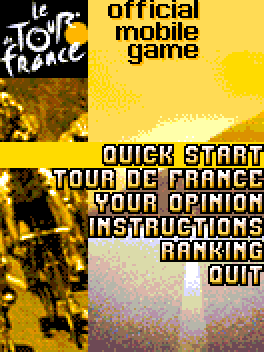 le
TOUR
de
france
official
mobile
game
QUICK START
TOUR DE FRANCE
YOUR OPINION
INSTRUCTIONS
RANKING
QUIT